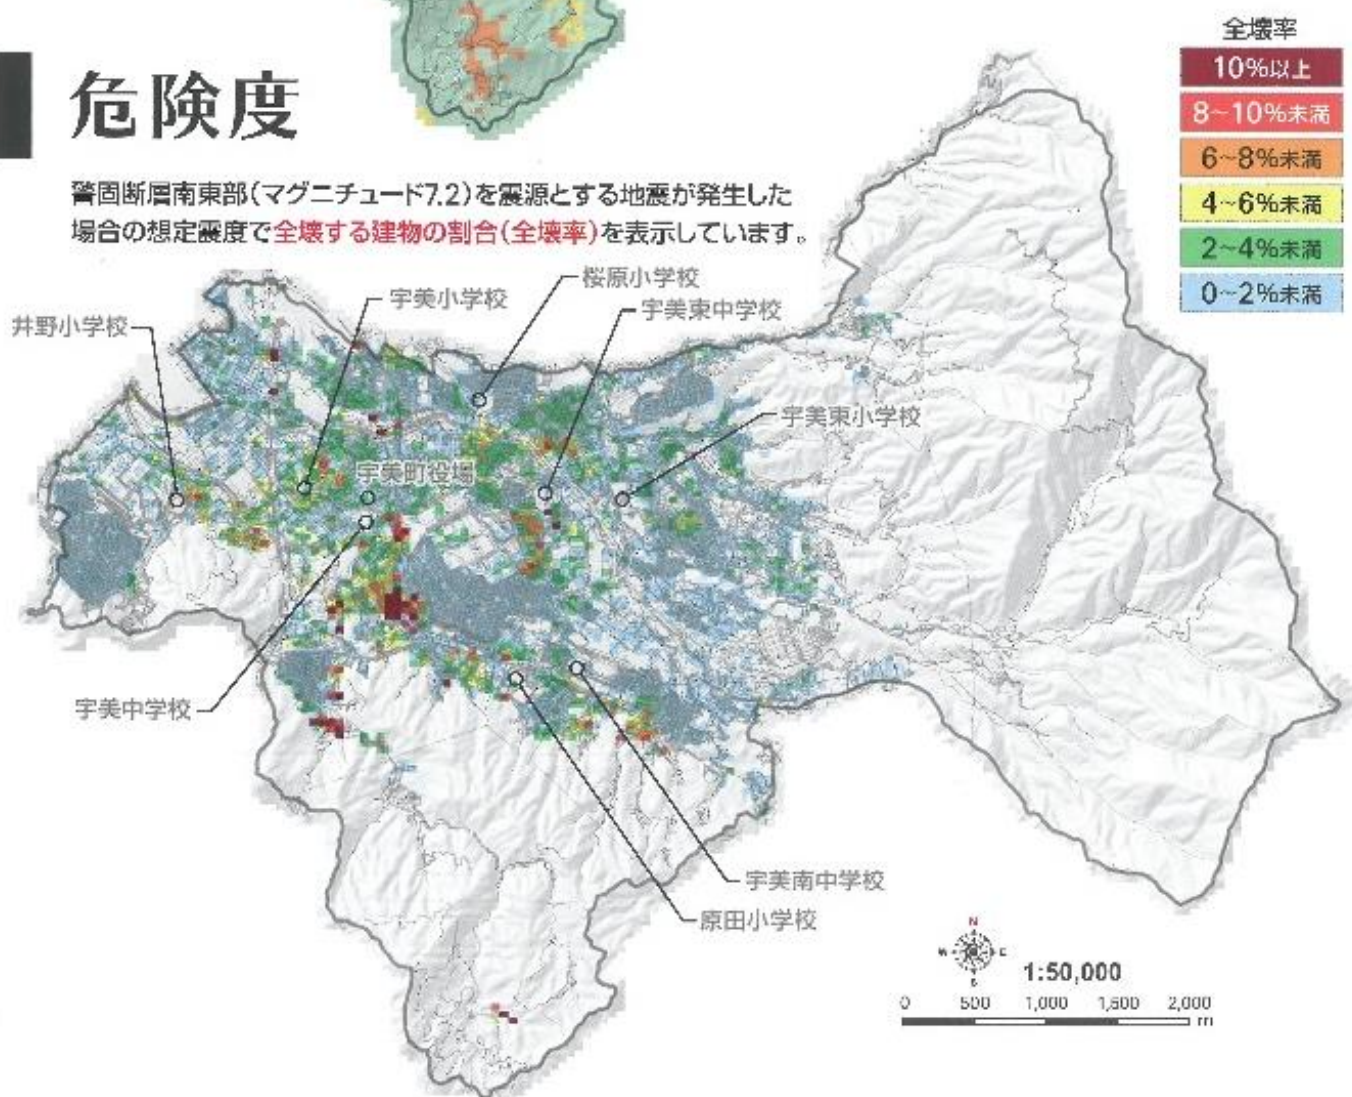 危険度
警固断層南東部(マグニチュード7.2)を震源とする地震が発生した
場合の想定震度で全壊する建物の割合(全壊率)を表示しています。
全壊率
10%以上
8~10%未満
6~8%未満
4~6%未満
2~4%未満
0~2%未満
桜原小学校
宇美小学校
宇美東中学校
井野小学校
宇美東小学校
宇美町役場
宇美中学校
宇美南中学校
原田小学校
N
W E
S
1:50,000
0 500 1,000 1,500 2,000
m